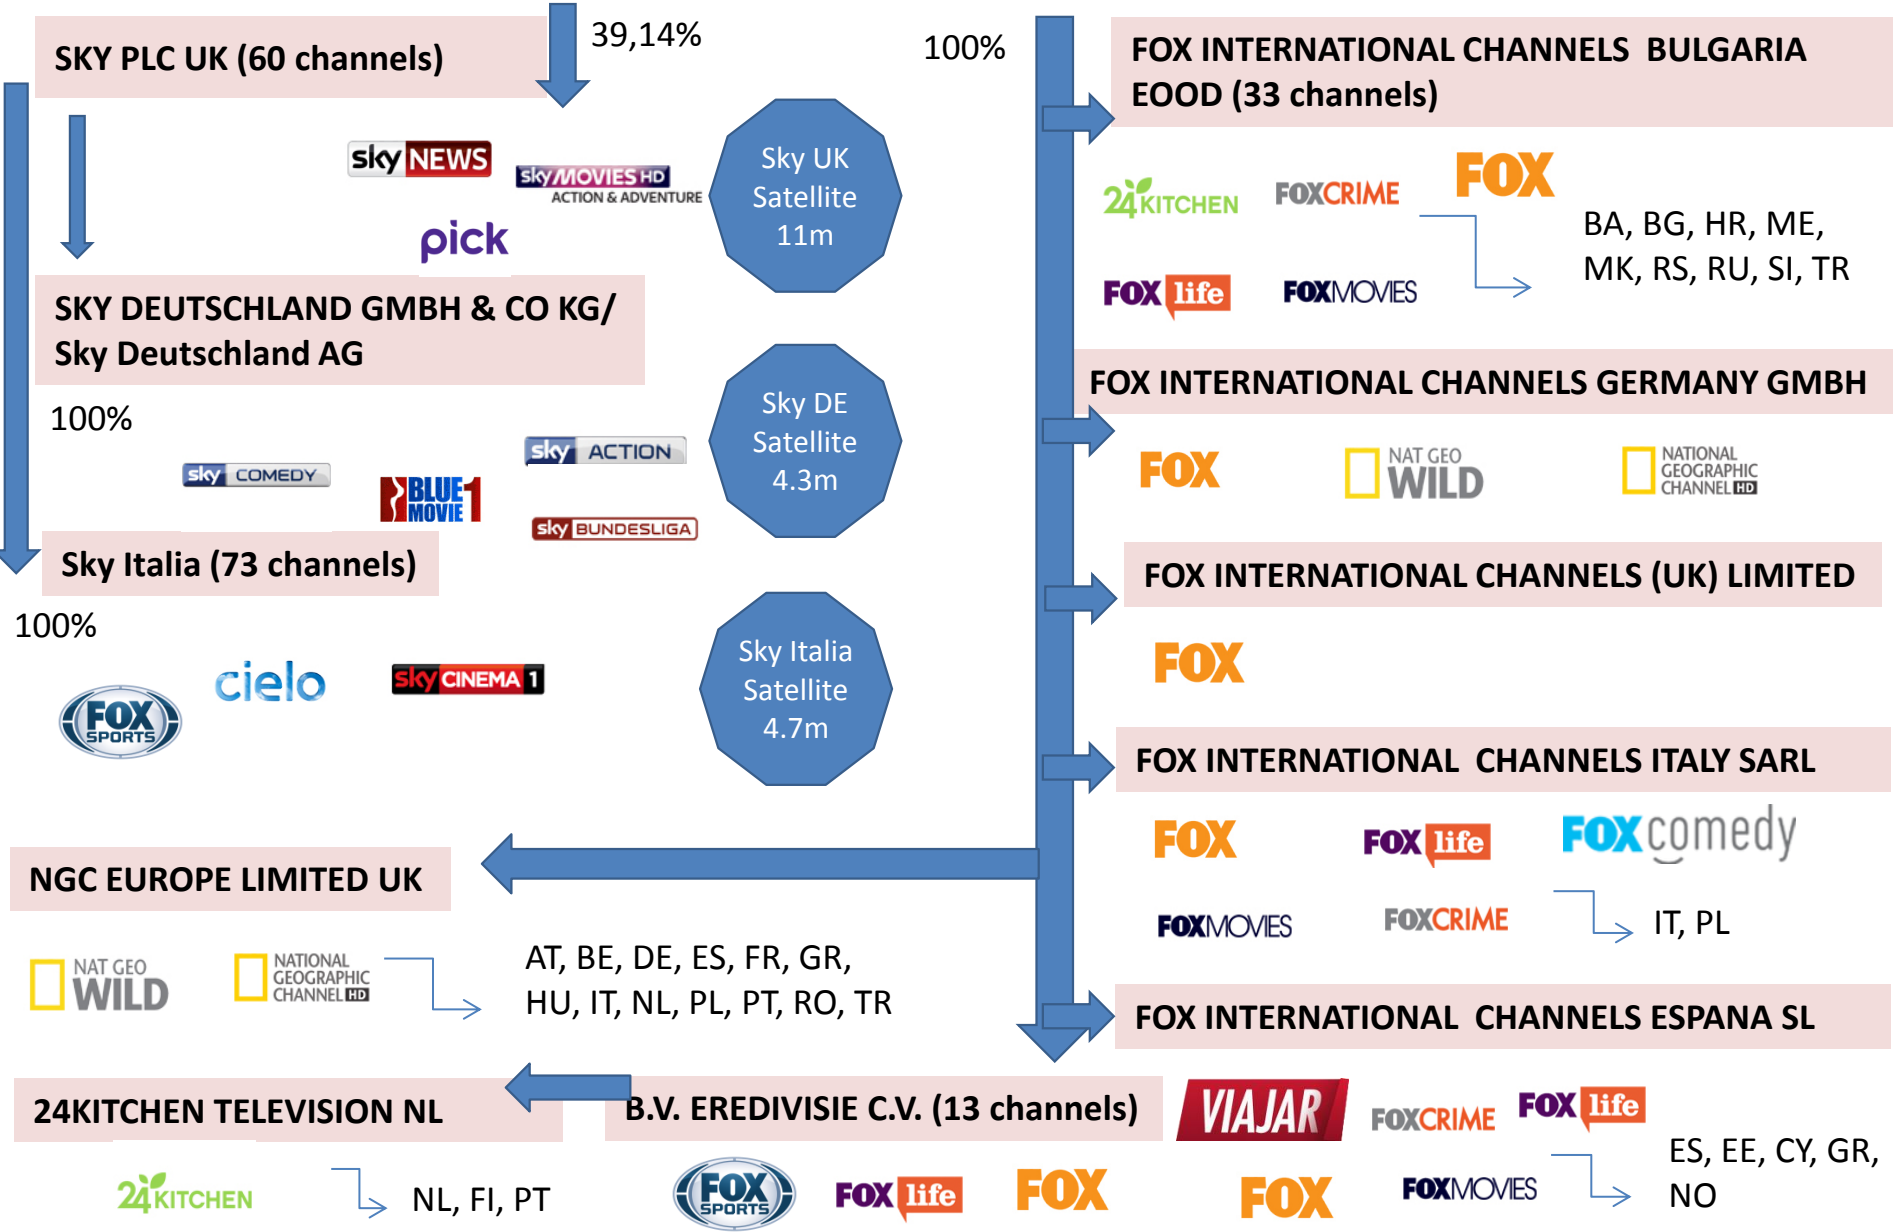 39,14%
100%
SKY PLC UK (60 channels)
sky NEWS
sky MOVIES HD
ACTION & ADVENTURE
pick
Sky UK
Satellite
11m
SKY DEUTSCHLAND GMBH & CO KG/
Sky Deutschland AG
100%
sky COMEDY
BLUE
MOVIE 1
sky ACTION
sky BUNDESLIGA
Sky DE
Satellite
4.3m
Sky Italia (73 channels)
100%
FOX
SPORTS
cielo
sky CINEMA 1
Sky Italia
Satellite
4.7m
NGC EUROPE LIMITED UK
NAT GEO
WILD
NATIONAL
GEOGRAPHIC
CHANNEL HD
AT, BE, DE, ES, FR, GR,
HU, IT, NL, PL, PT, RO, TR
24KITCHEN TELEVISION NL
24KITCHEN
NL, FI, PT
B.V. EREDIVISIE C.V. (13 channels)
FOX
SPORTS
FOX life
FOX
FOX INTERNATIONAL CHANNELS BULGARIA
EOOD (33 channels)
24KITCHEN
FOXCRIME
FOX
FOX life
FOXMOVIES
BA, BG, HR, ME,
MK, RS, RU, SI, TR
FOX INTERNATIONAL CHANNELS GERMANY GMBH
FOX
NAT GEO
WILD
NATIONAL
GEOGRAPHIC
CHANNEL HD
FOX INTERNATIONAL CHANNELS (UK) LIMITED
FOX
FOX INTERNATIONAL CHANNELS ITALY SARL
FOX
FOX life
FOX comedy
FOXMOVIES
FOXCRIME
IT, PL
FOX INTERNATIONAL CHANNELS ESPANA SL
VIAJAR
FOXCRIME
FOX life
FOX
FOXMOVIES
ES, EE, CY, GR,
NO